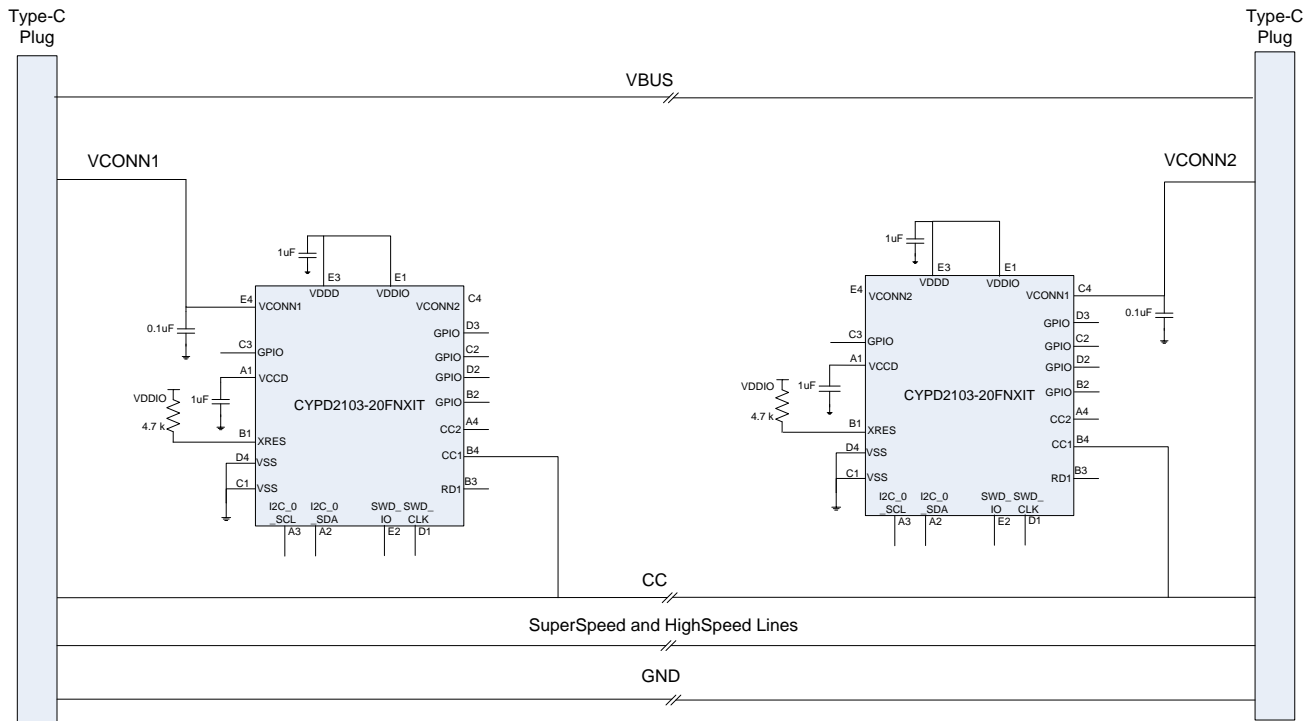 Type-C
Plug
Type-C
Plug
VBUS
VCONN1
VCONN2
1uF
E3
E1
VDDD
VDDIO
E4
VCONN1
VCONN2
C4
0.1uF
C3
GPIO
GPIO
D3
GPIO
C2
A1
VCCD
GPIO
D2
1uF
VDDIO
4.7 k
CYPD2103-20FNXIT
GPIO
B2
CC2
A4
B1
XRES
CC1
B4
D4
VSS
C1
VSS
RD1
B3
I2C_0
_SCL
I2C_0
_SDA
SWD_
IO
SWD_
CLK
A3
A2
E2
D1
1uF
E3
E1
VDDD
VDDIO
E4
VCONN2
VCONN1
C4
0.1uF
C3
GPIO
GPIO
D3
GPIO
C2
A1
VCCD
GPIO
D2
1uF
VDDIO
4.7 k
CYPD2103-20FNXIT
GPIO
B2
CC2
A4
B1
XRES
CC1
B4
D4
VSS
C1
VSS
RD1
B3
I2C_0
_SCL
I2C_0
_SDA
SWD_
IO
SWD_
CLK
A3
A2
E2
D1
CC
SuperSpeed and HighSpeed Lines
GND